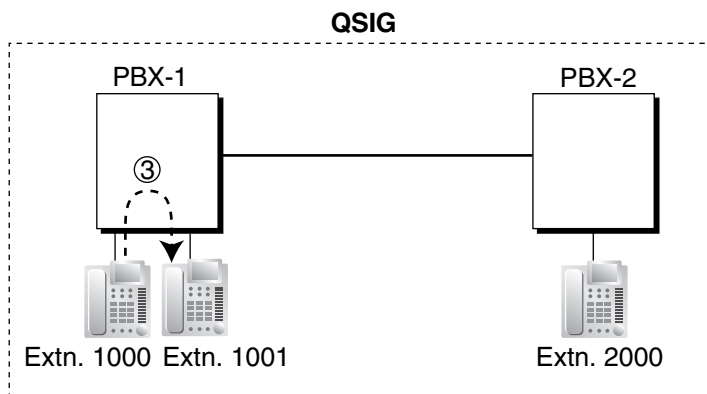 QSIG
PBX-1 PBX-2
③
Extn. 1000 Extn. 1001 Extn. 2000